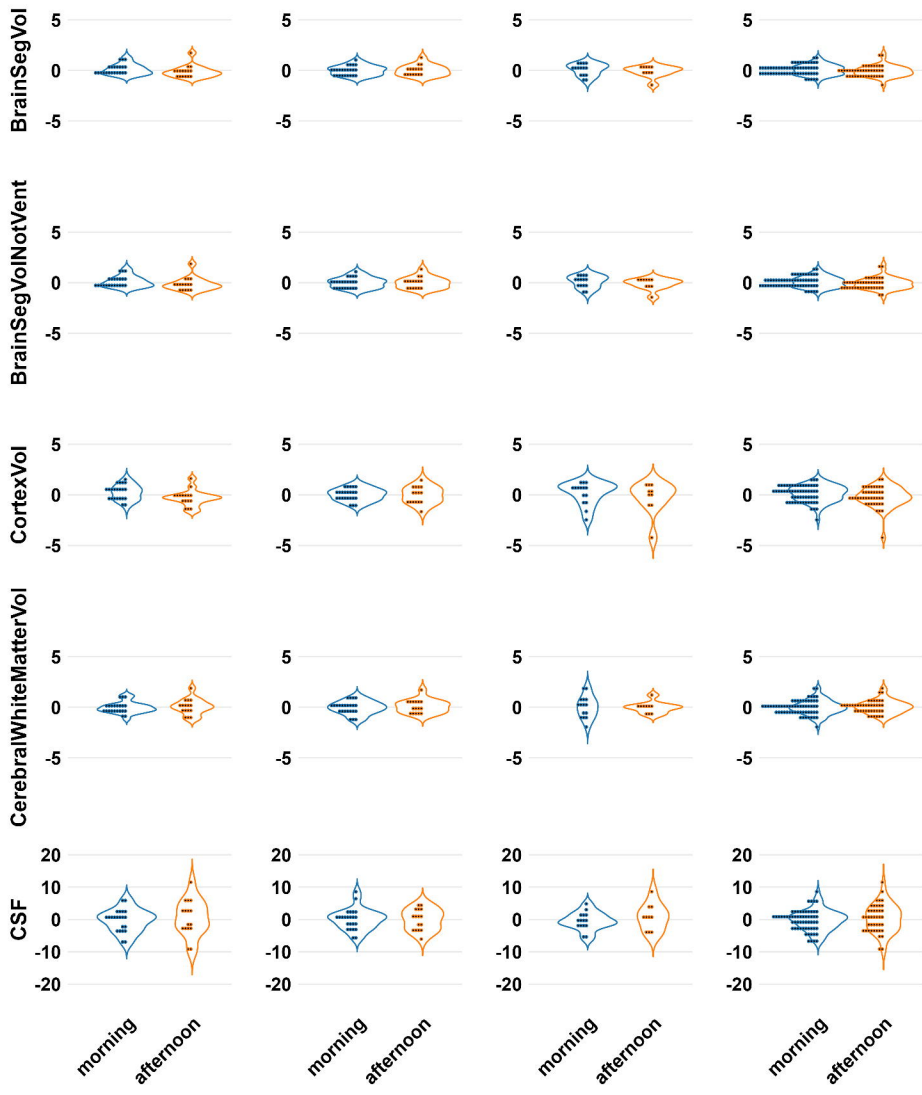 BrainSegVol
5 5 5 5
0 0 0 0
-5 -5 -5 -5
BrainSegVolNotVent
5 5 5 5
0 0 0 0
-5 -5 -5 -5
CortexVol
5 5 5 5
0 0 0 0
-5 -5 -5 -5
CerebralWhiteMatterVol
5 5 5 5
0 0 0 0
-5 -5 -5 -5
CSF
20 20 20 20
10 10 10 10
0 0 0 0
-10 -10 -10 -10
-20 -20 -20 -20
morning afternoon morning afternoon morning afternoon morning afternoon